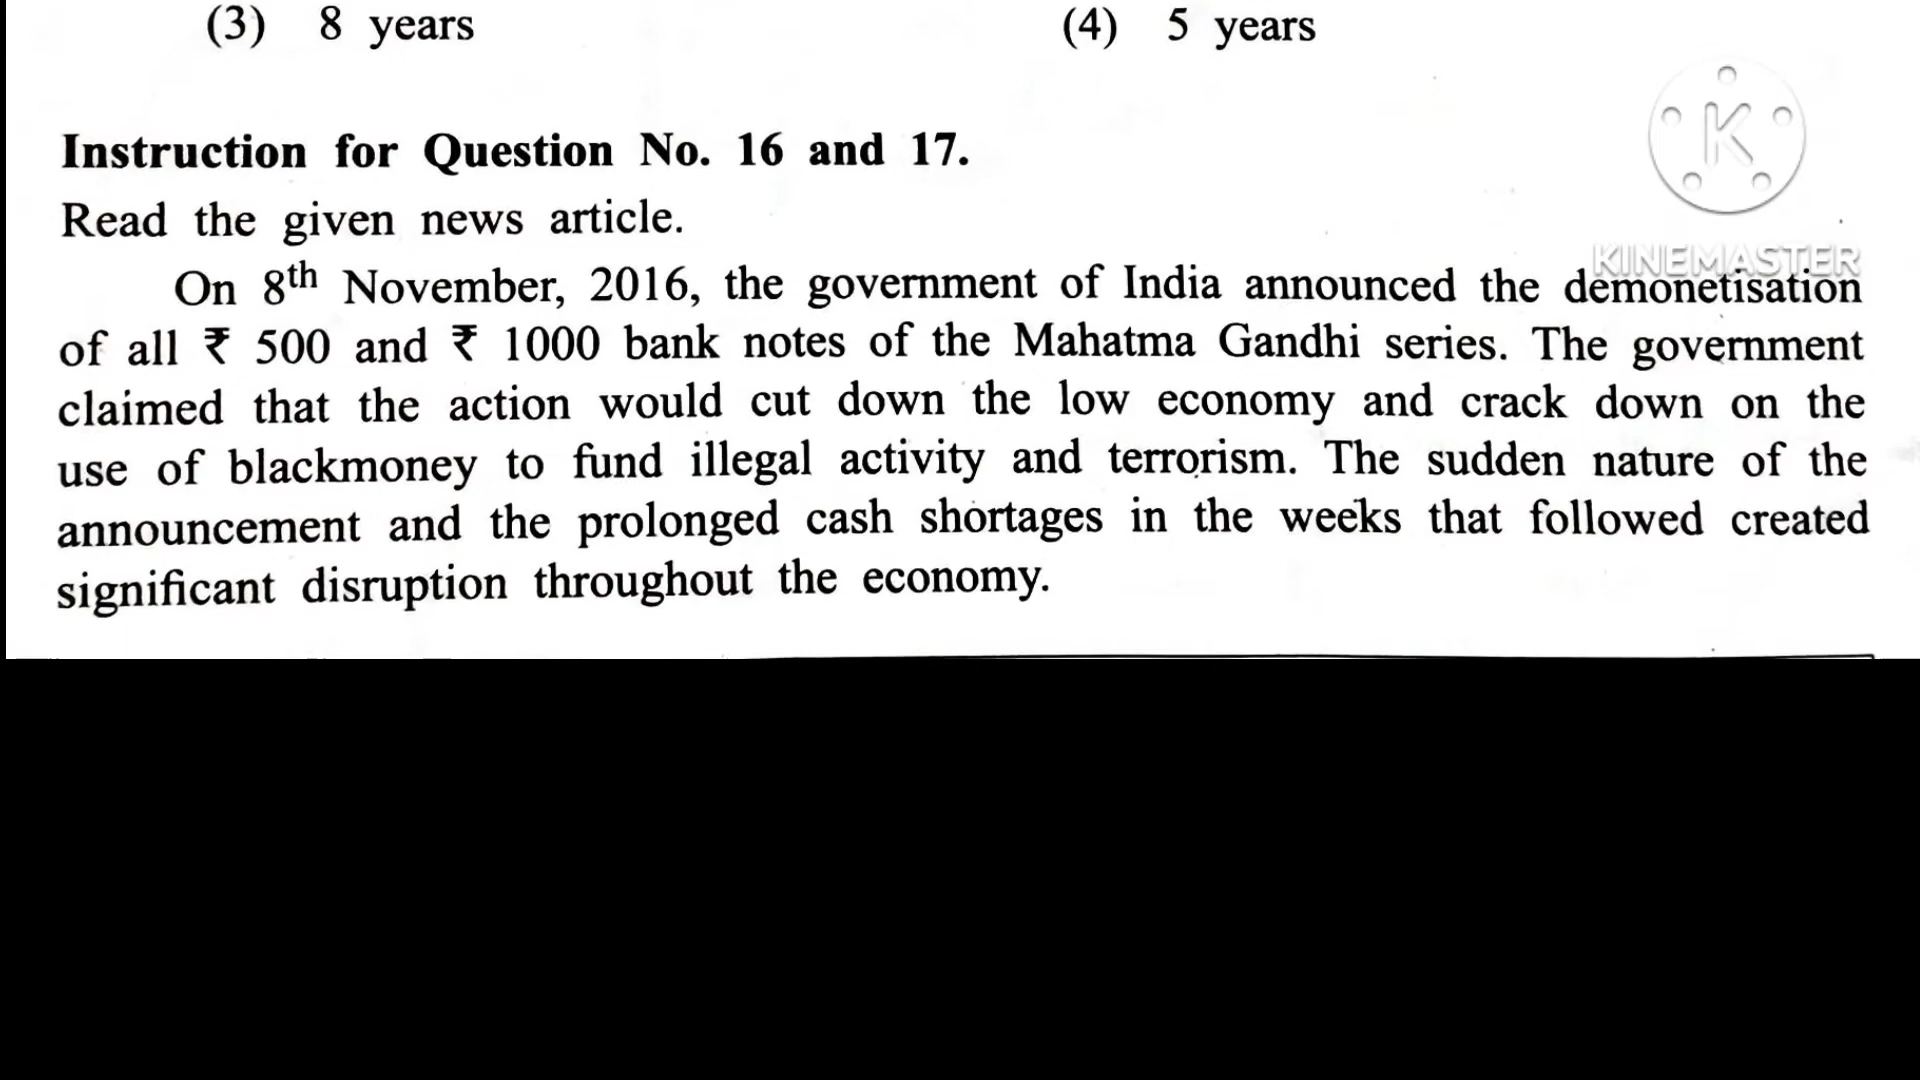 (3) 8 years (4) 5 years
Instruction for Question No. 16 and 17.
Read the given news article.
KINEMASTER
On 8th November, 2016, the government of India announced the demonetisation
of all ₹ 500 and ₹ 1000 bank notes of the Mahatma Gandhi series. The government
claimed that the action would cut down the low economy and crack down on the
use of blackmoney to fund illegal activity and terrorism. The sudden nature of the
announcement and the prolonged cash shortages in the weeks that followed created
significant disruption throughout the economy.